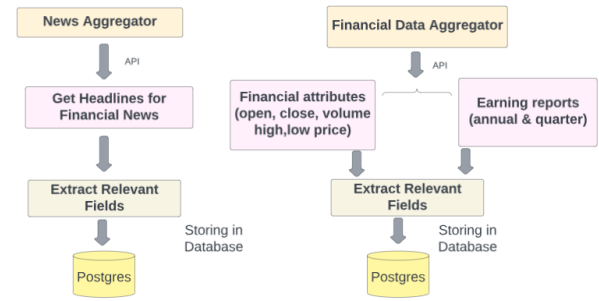 News Aggregator
API
Get Headlines for
Financial News
Extract Relevant
Fields
Storing in
Database
Postgres
Financial Data Aggregator
API
Financial attributes
(open, close, volume
high,low price)
Earning reports
(annual & quarter)
Extract Relevant
Fields
Storing in
Database
Postgres